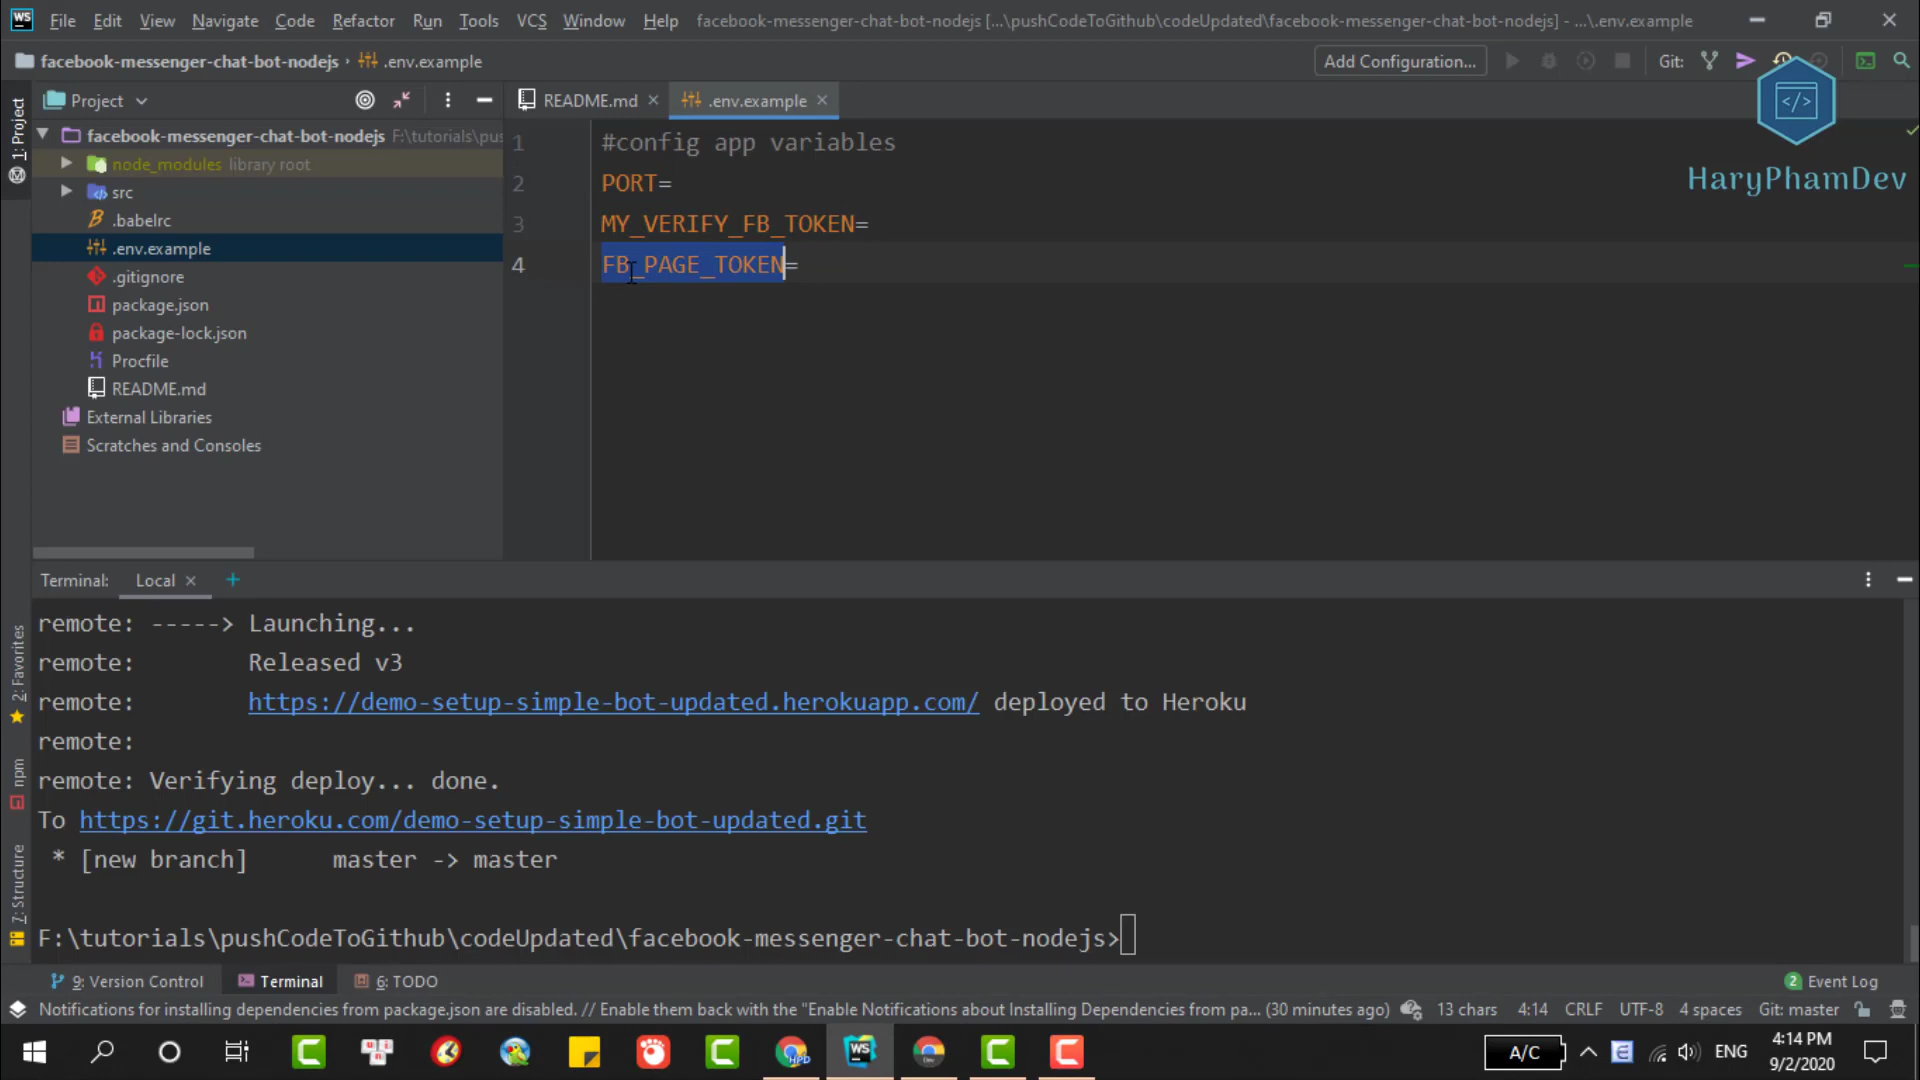 WS File Edit View Navigate Code Refactor Run Tools VCS Window Help facebook-messenger-chat-bot-nodejs [...\pushCodeToGithub\codeUpdated\facebook-messenger-chat-bot-nodejs] - ...\.env.example
facebook-messenger-chat-bot-nodejs › .env.example Add Configuration... Git:
Project README.md .env.example
</>
HaryPhamDev
1: Project
facebook-messenger-chat-bot-nodejs F:\tutorials\pus
node_modules library root
src
.babelrc
.env.example
.gitignore
package.json
package-lock.json
Procfile
README.md
External Libraries
Scratches and Consoles
1 #config app variables
2 PORT=
3 MY_VERIFY_FB_TOKEN=
4 FB_PAGE_TOKEN=
Terminal: Local +
2: Favorites
npm
7: Structure
remote: -----> Launching...
remote: Released v3
remote: https://demo-setup-simple-bot-updated.herokuapp.com/ deployed to Heroku
remote:
remote: Verifying deploy... done.
To https://git.heroku.com/demo-setup-simple-bot-updated.git
* [new branch] master -> master
F:\tutorials\pushCodeToGithub\codeUpdated\facebook-messenger-chat-bot-nodejs>
9: Version Control Terminal 6: TODO 2 Event Log
Notifications for installing dependencies from package.json are disabled. // Enable them back with the "Enable Notifications about Installing Dependencies from pa... (30 minutes ago) 13 chars 4:14 CRLF UTF-8 4 spaces Git: master
A/C ENG 4:14 PM
9/2/2020